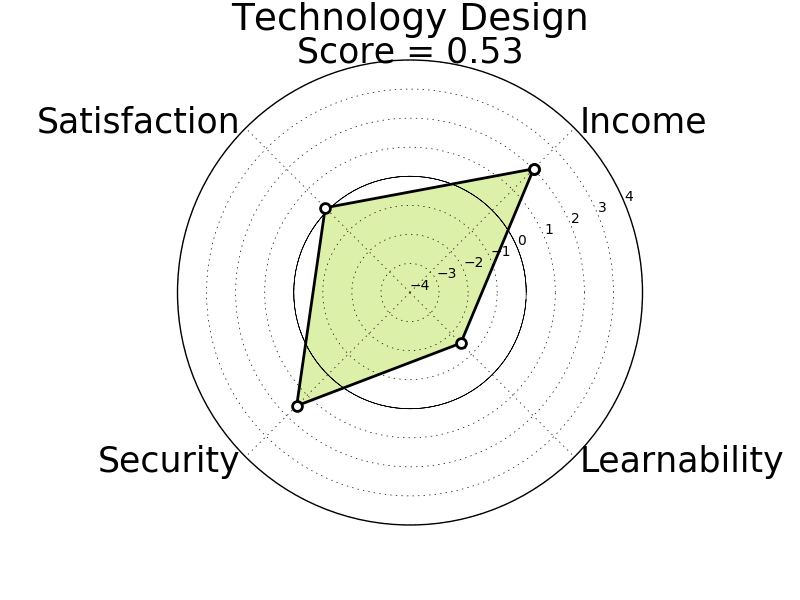 Technology Design
Score = 0.53
Satisfaction
Income
4
3
2
1
0
−1
−2
−3
−4
Security
Learnability